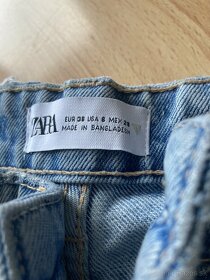 ZARA
EUR 38 USA 6 MEX 28
MADE IN BANGLADESH